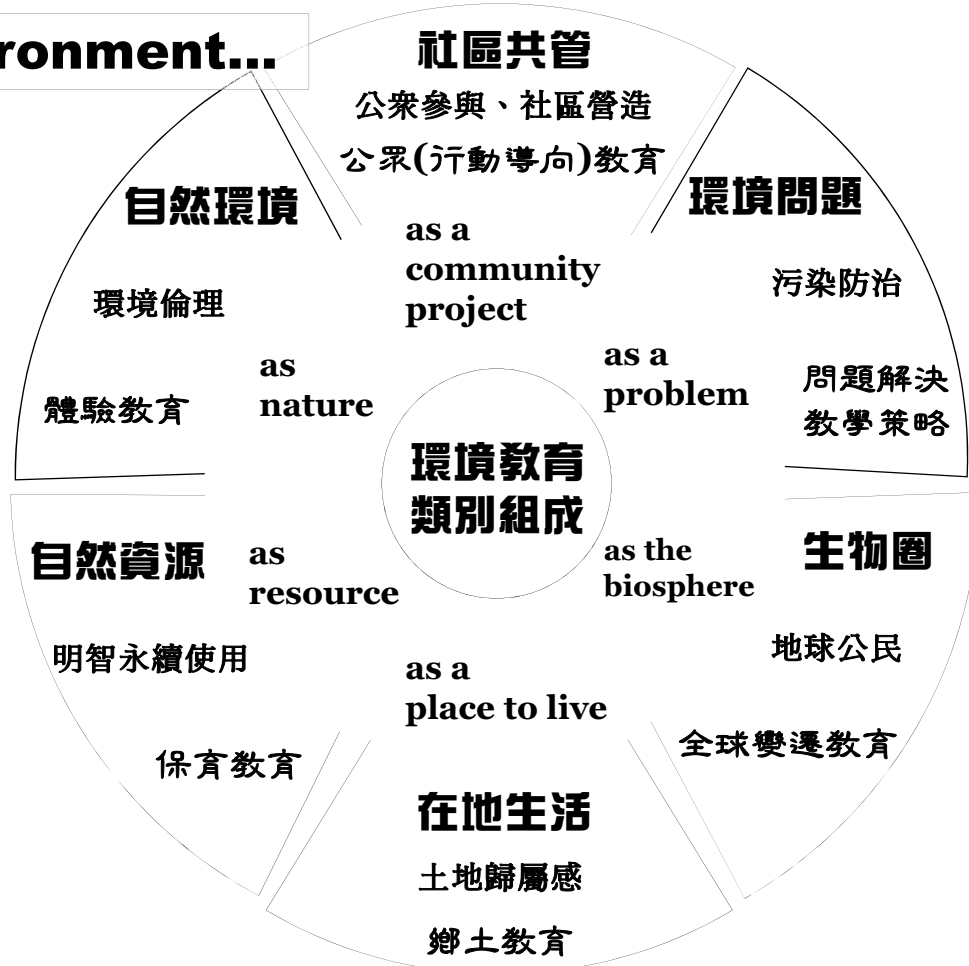 ronment...
社區共管
公衆參與、社區營造
公眾(行動導向)教育
as a
community
project
環境問題
污染防治
問題解決
教學策略
as a
problem
生物圈
地球公民
全球變遷教育
as the
biosphere
在地生活
土地歸屬感
鄉土教育
as a
place to live
自然資源
明智永續使用
保育教育
as
resource
自然環境
環境倫理
體驗教育
as
nature
環境教育
類別組成